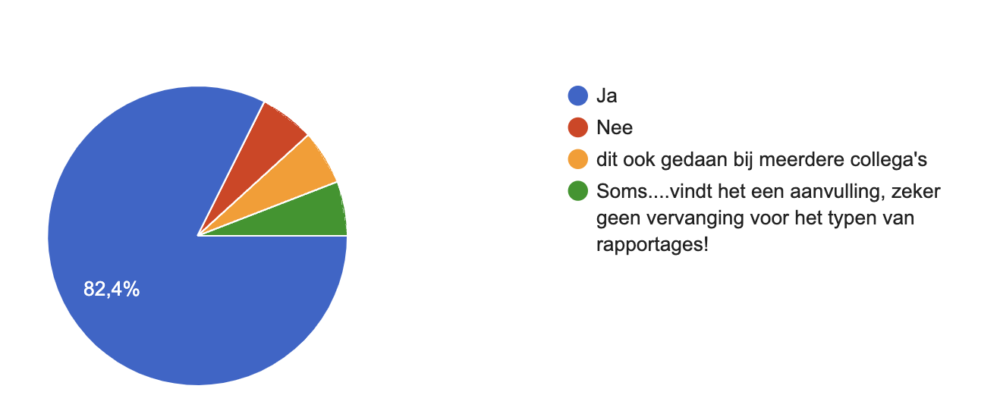 Ja
Nee
dit ook gedaan bij meerdere collega's
Soms....vindt het een aanvulling, zeker
geen vervanging voor het typen van
rapportages!
82,4%